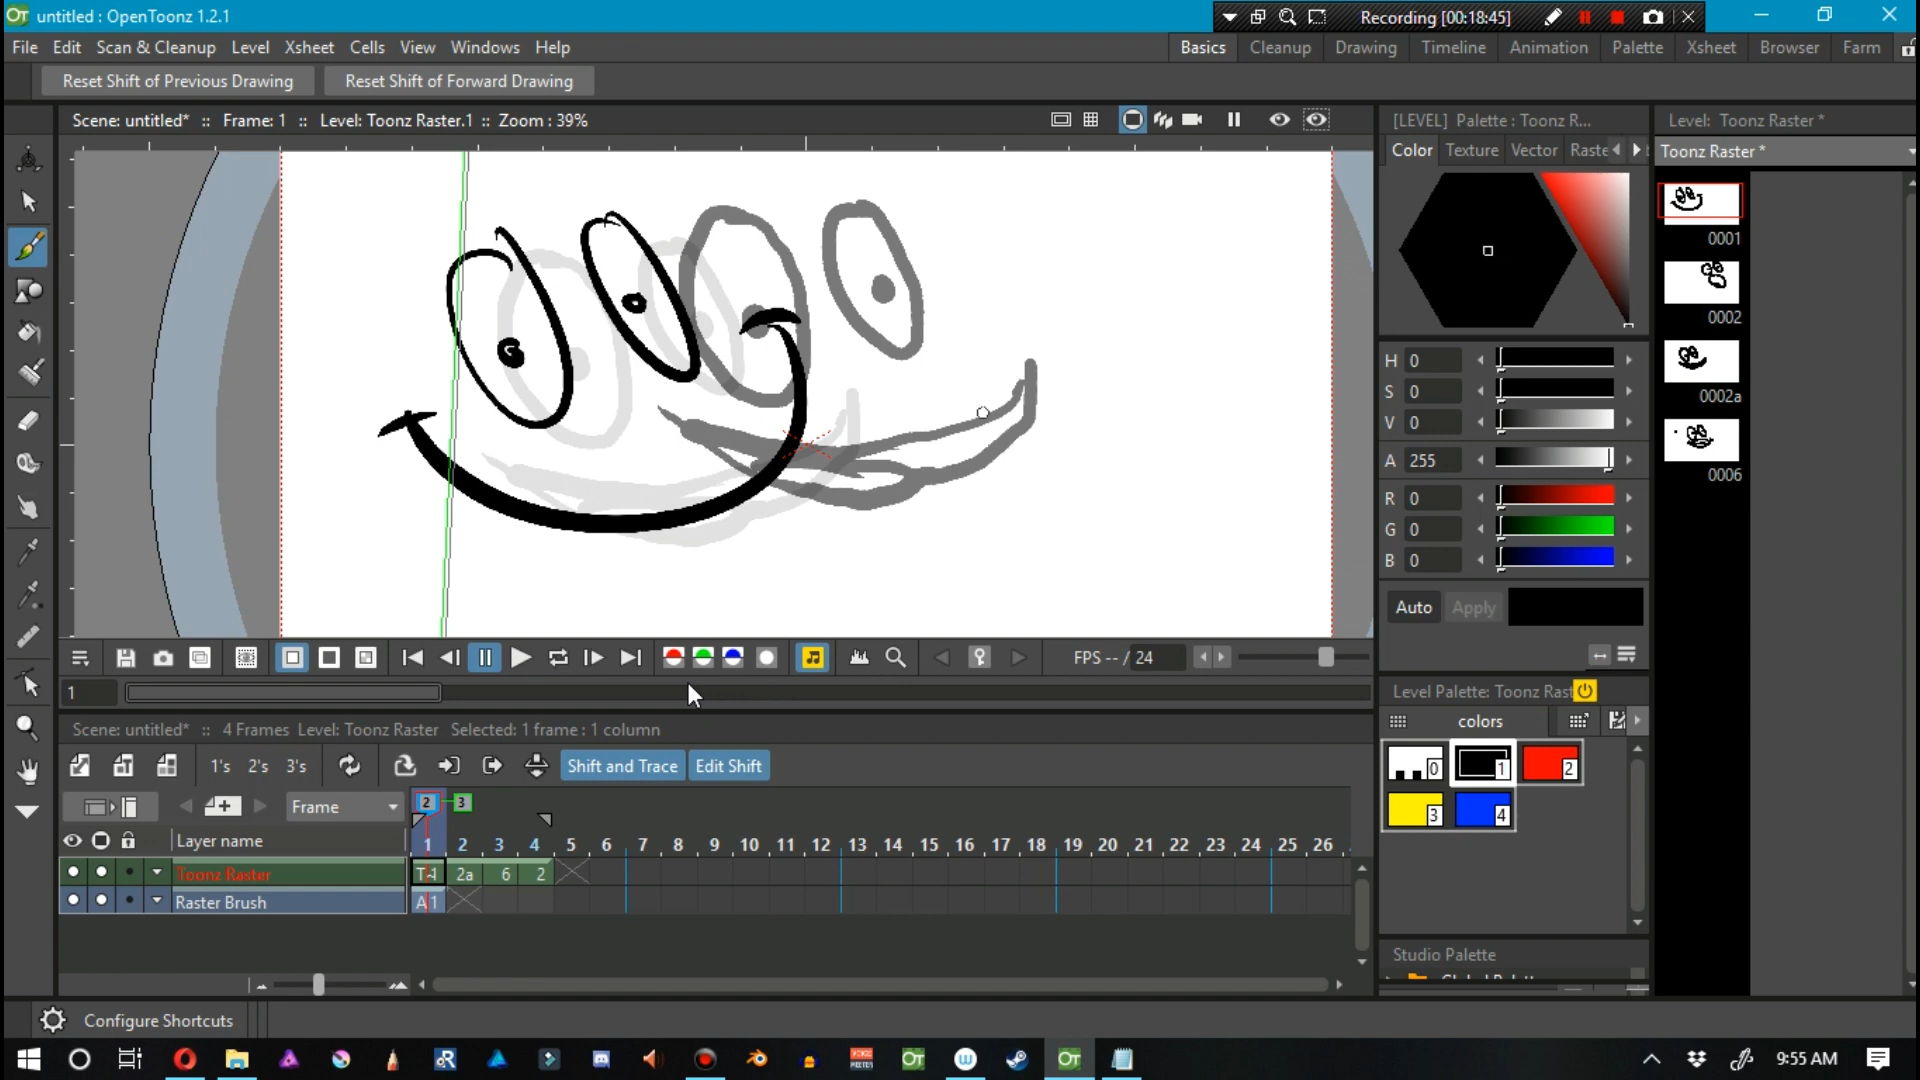 OT untitled : OpenToonz 1.2.1
Recording [00:18:45]
File Edit Scan & Cleanup Level Xsheet Cells View Windows Help
Basics Cleanup Drawing Timeline Animation Palette Xsheet Browser Farm
Reset Shift of Previous Drawing Reset Shift of Forward Drawing
Scene: untitled* :: Frame: 1 :: Level: Toonz Raster.1 :: Zoom : 39%
[LEVEL] Palette : Toonz R...
Level: Toonz Raster *
Color Texture Vector Raste
Toonz Raster *
0001
0002
0002a
0006
H 0
S 0
V 0
A 255
R 0
G 0
B 0
Auto Apply
FPS -- / 24
1
Level Palette: Toonz Rast
colors
0 1 2
3 4
Studio Palette
Scene: untitled* :: 4 Frames Level: Toonz Raster Selected: 1 frame : 1 column
1's 2's 3's Shift and Trace Edit Shift
Frame 2 3
Layer name 1 2 3 4 5 6 7 8 9 10 11 12 13 14 15 16 17 18 19 20 21 22 23 24 25 26
Toonz Raster 2a 6 2
Raster Brush A 1
Configure Shortcuts
9:55 AM